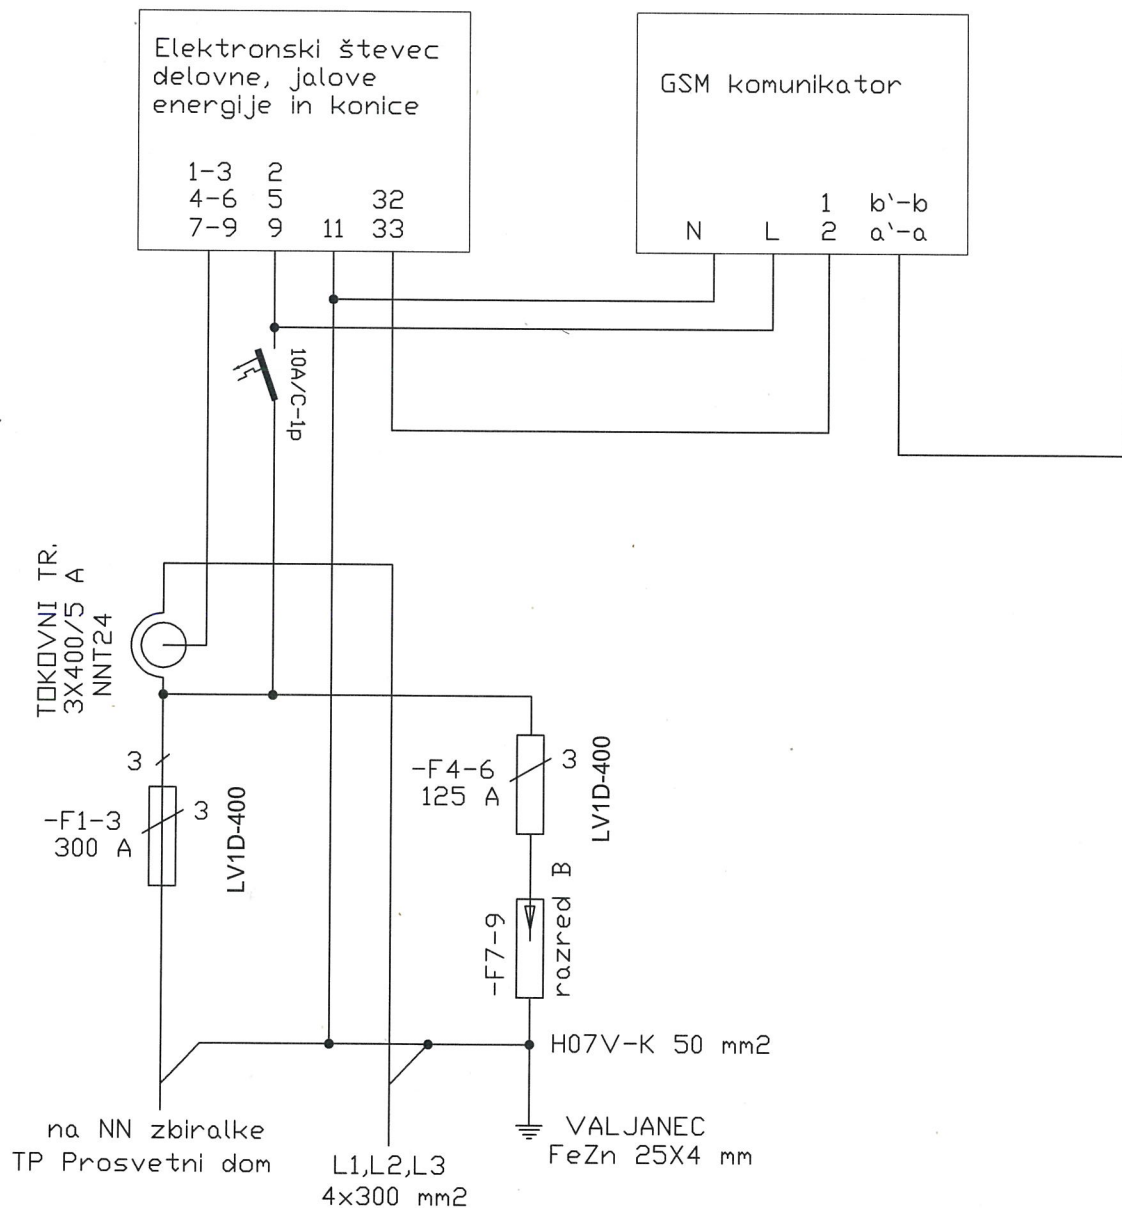 Elektronski števec
delovne, jalove
energije in konice
1-3 2
4-6 5 32
7-9 9 11 33
GSM komunikator
1 b'-b
N L 2 a'-a
10A/C-1p
TOKOVNI TR.
3X400/5 A
NNT24
3
-F1-3
300 A
3
LV1D-400
-F4-6
125 A
3
LV1D-400
-F7-9
razred B
H07V-K 50 mm2
na NN zbiralke
TP Prosvetni dom
L1,L2,L3
4x300 mm2
VALJANEC
FeZn 25X4 mm